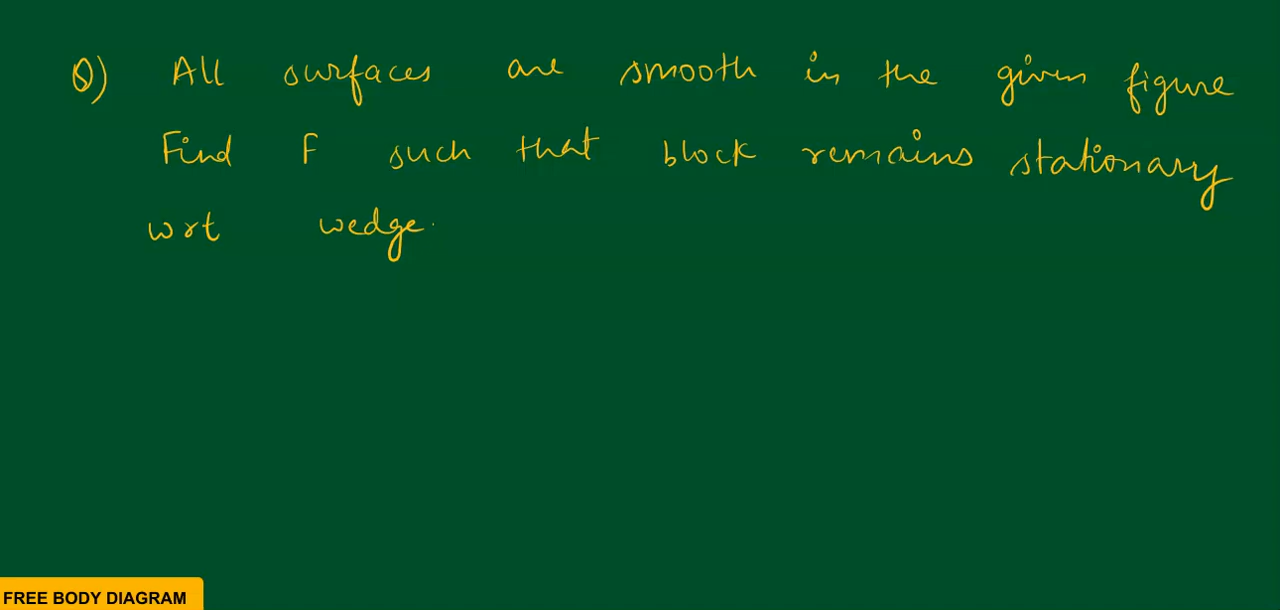 Q) All surfaces are smooth in the given figure
Find F such that block remains stationary
wrt wedge.
FREE BODY DIAGRAM